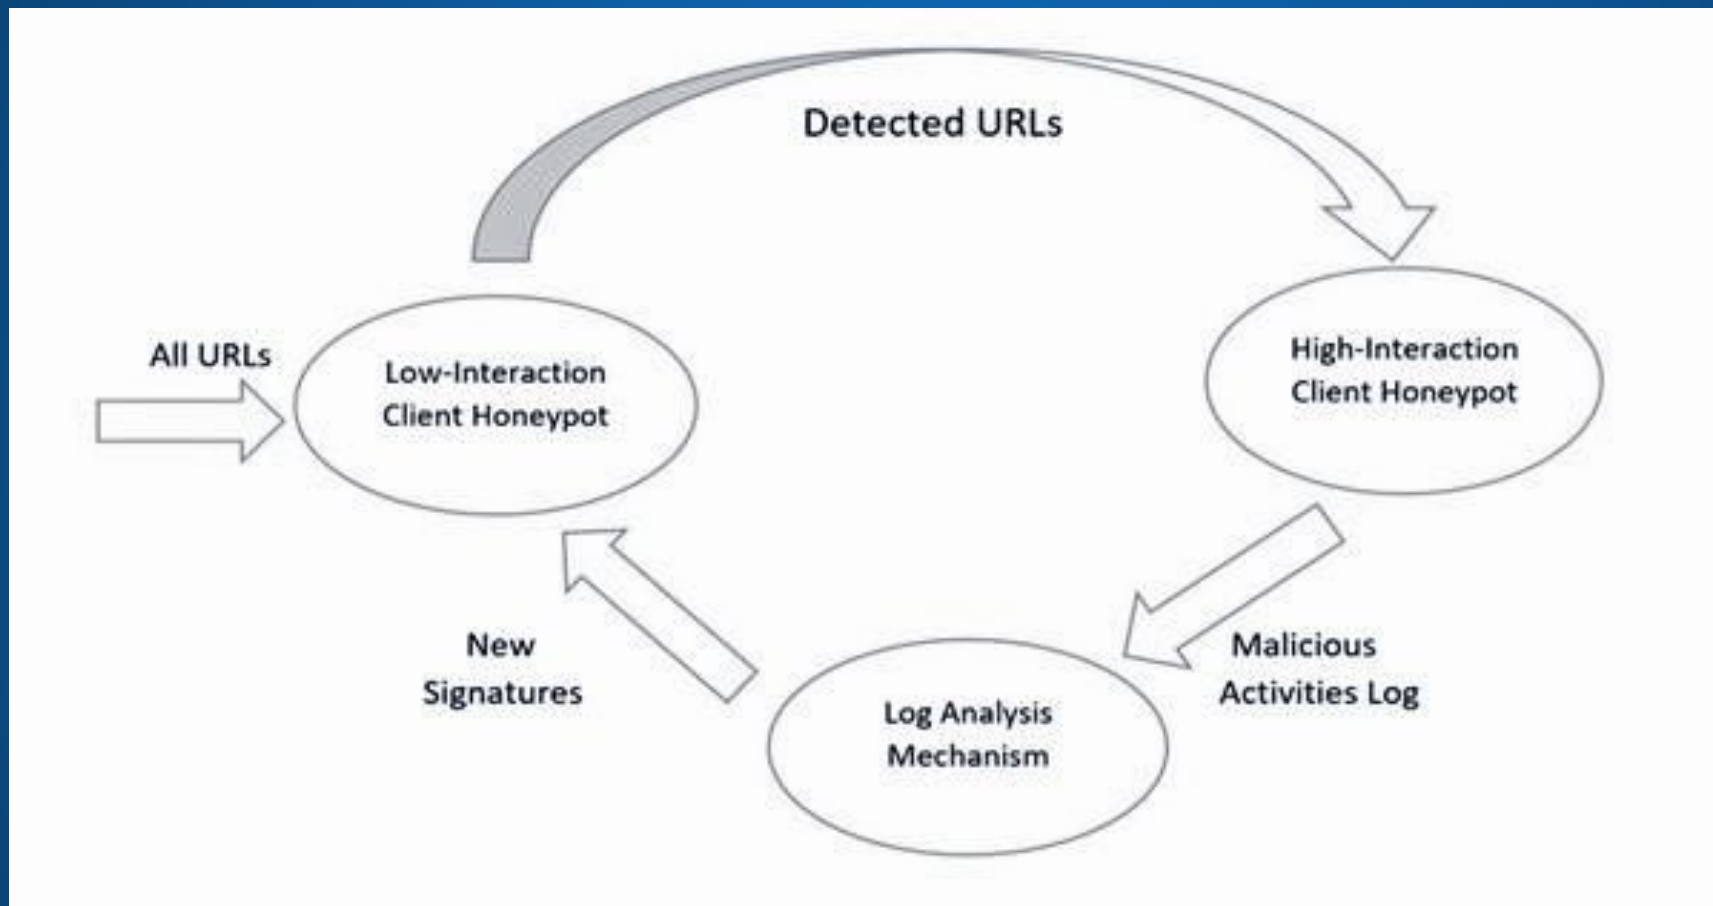 Detected URLs
All URLs
Low-Interaction
Client Honeypot
High-Interaction
Client Honeypot
New
Signatures
Malicious
Activities Log
Log Analysis
Mechanism